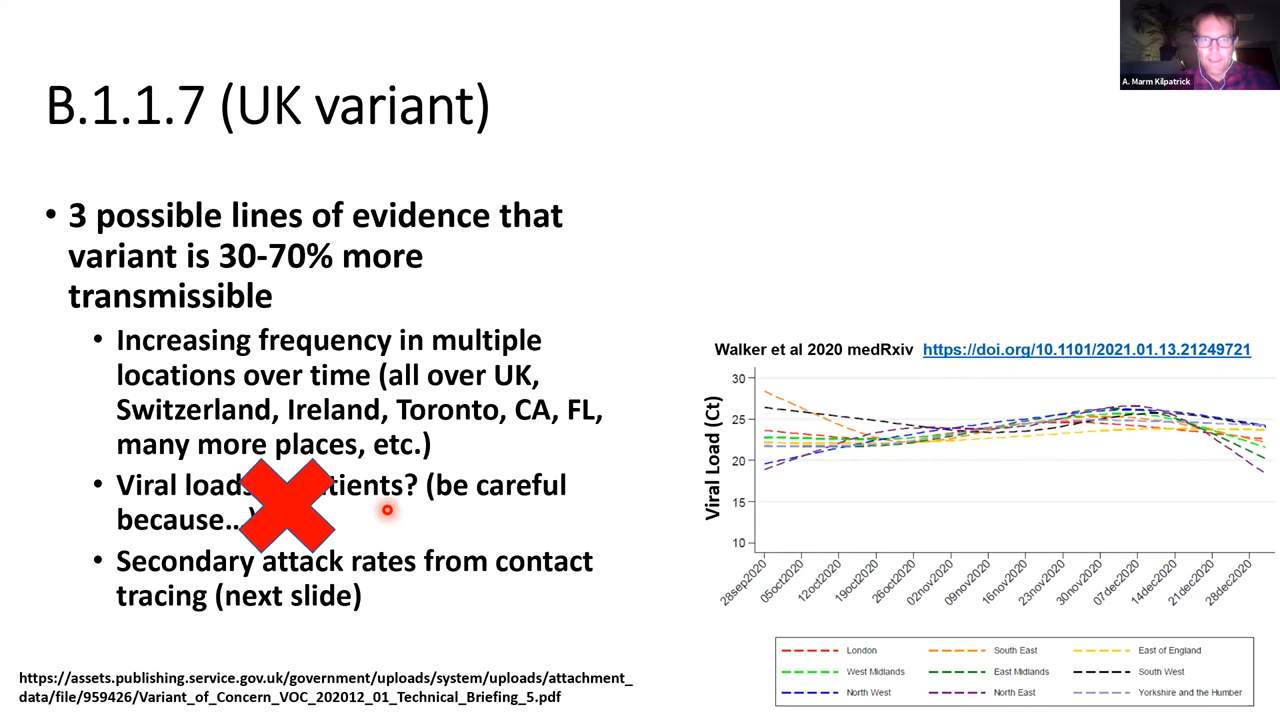 A. Marm Kilpatrick
B.1.1.7 (UK variant)
• 3 possible lines of evidence that
variant is 30-70% more
transmissible
• Increasing frequency in multiple
locations over time (all over UK,
Switzerland, Ireland, Toronto, CA, FL,
many more places, etc.)
• Viral loads tients? (be careful
because…
• Secondary attack rates from contact
tracing (next slide)
https://assets.publishing.service.gov.uk/government/uploads/system/uploads/attachment_
data/file/959426/Variant_of_Concern_VOC_202012_01_Technical_Briefing_5.pdf
Walker et al 2020 medRxiv https://doi.org/10.1101/2021.01.13.21249721
Viral Load (Ct)
30
25
20
15
10
28sep2020
05oct2020
12oct2020
19oct2020
26oct2020
02nov2020
09nov2020
16nov2020
23nov2020
30nov2020
07dec2020
14dec2020
21dec2020
28dec2020
London South East East of England
West Midlands East Midlands South West
North West North East Yorkshire and the Humber